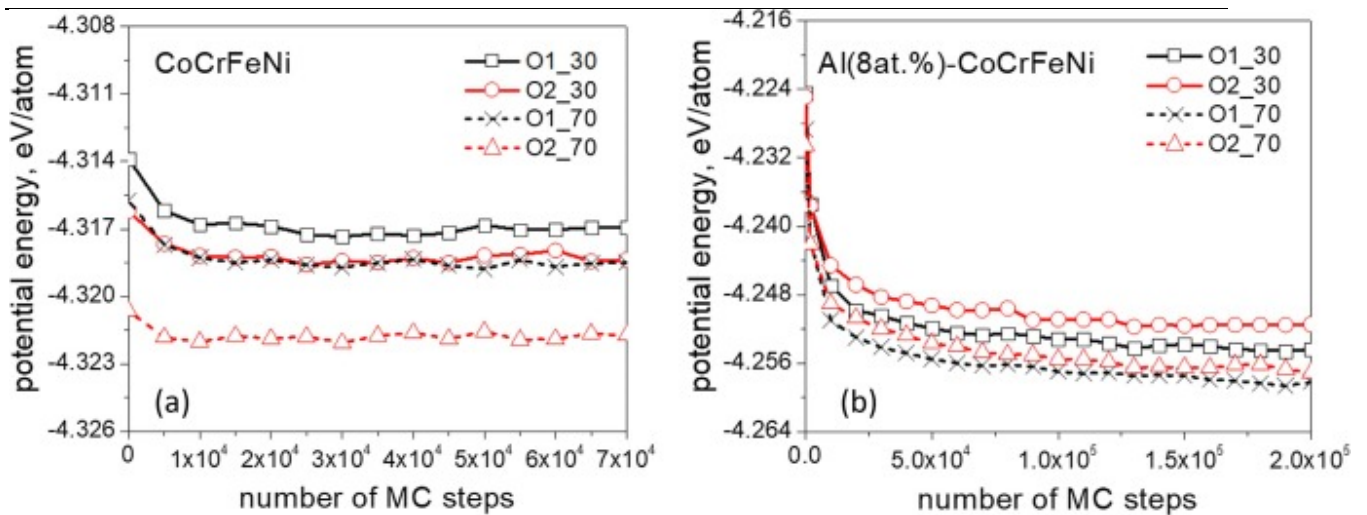 CoCrFeNi
O1_30
O2_30
O1_70
O2_70
potential energy, eV/atom
-4.308
-4.311
-4.314
-4.317
-4.320
-4.323
-4.326
(a)
0
1x10⁴
2x10⁴
3x10⁴
4x10⁴
5x10⁴
6x10⁴
7x10⁴
number of MC steps
Al(8at.%)-CoCrFeNi
O1_30
O2_30
O1_70
O2_70
potential energy, eV/atom
-4.216
-4.224
-4.232
-4.240
-4.248
-4.256
-4.264
(b)
0.0
5.0x10⁴
1.0x10⁵
1.5x10⁵
2.0x10⁵
number of MC steps